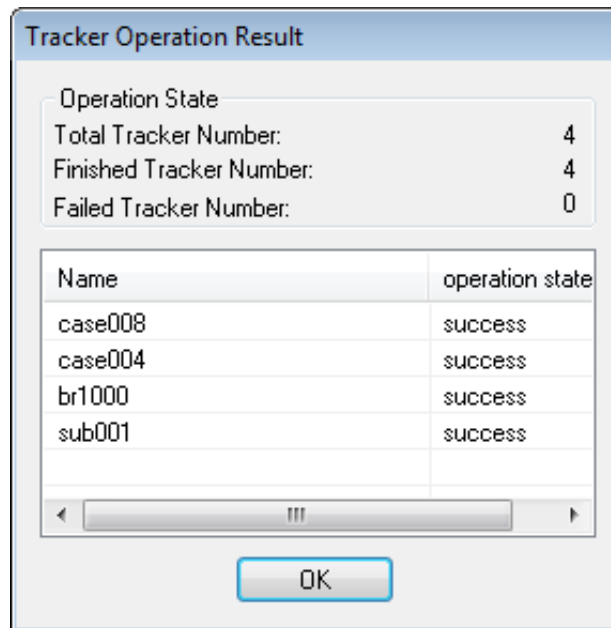 Tracker Operation Result
Operation State
Total Tracker Number: 4
Finished Tracker Number: 4
Failed Tracker Number: 0
Name operation state
case008 success
case004 success
br1000 success
sub001 success
OK